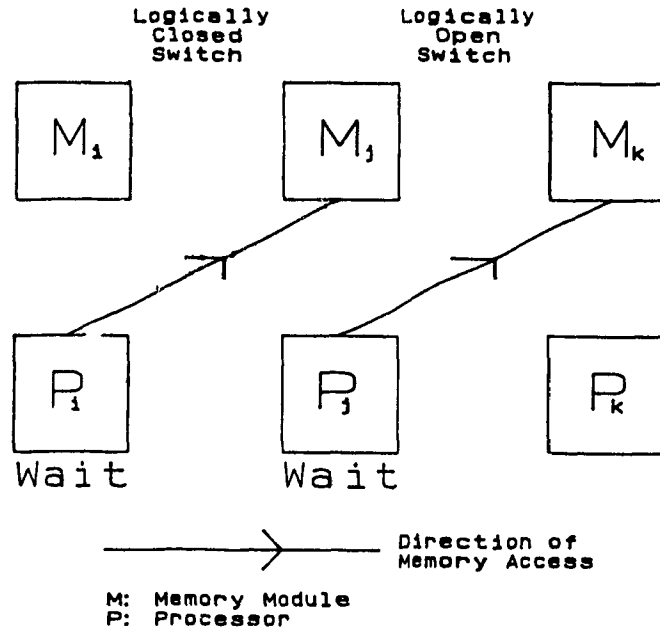 Logically Closed Switch
Logically Open Switch
Mi
Mj
Mk
Pi
Pj
Pk
Wait
Wait
Direction of Memory Access
M: Memory Module
P: Processor